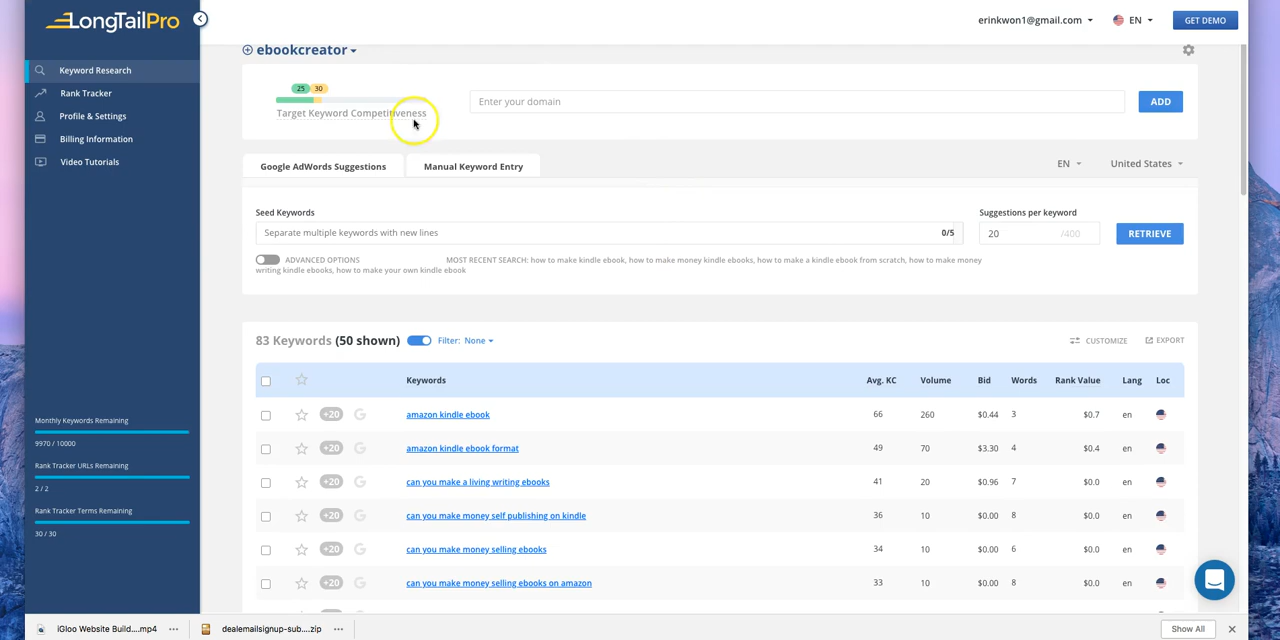 LongTailPro
erinkwon1@gmail.com
EN
GET DEMO
Keyword Research
Rank Tracker
Profile & Settings
Billing Information
Video Tutorials
Monthly Keywords Remaining
9970 / 10000
Rank Tracker URLs Remaining
2 / 2
Rank Tracker Terms Remaining
30 / 30
ebookcreator
25 30
Target Keyword Competitiveness
Enter your domain
ADD
Google AdWords Suggestions
Manual Keyword Entry
EN
United States
Seed Keywords
Suggestions per keyword
Separate multiple keywords with new lines
0/5
20
/400
RETRIEVE
ADVANCED OPTIONS
MOST RECENT SEARCH: how to make kindle ebook, how to make money kindle ebooks, how to make a kindle ebook from scratch, how to make money
writing kindle ebooks, how to make your own kindle ebook
83 Keywords (50 shown)
Filter: None
CUSTOMIZE
EXPORT
Keywords Avg. KC Volume Bid Words Rank Value Lang Loc
+20 G amazon kindle ebook 66 260 $0.44 3 $0.7 en
+20 G amazon kindle ebook format 49 70 $3.30 4 $0.4 en
+20 G can you make a living writing ebooks 41 20 $0.96 7 $0.0 en
+20 G can you make money self publishing on kindle 36 10 $0.00 8 $0.0 en
+20 G can you make money selling ebooks 34 10 $0.00 6 $0.0 en
+20 G can you make money selling ebooks on amazon 33 10 $0.00 8 $0.0 en
iGloo Website Build....mp4
dealemailsignup-sub....zip
Show All